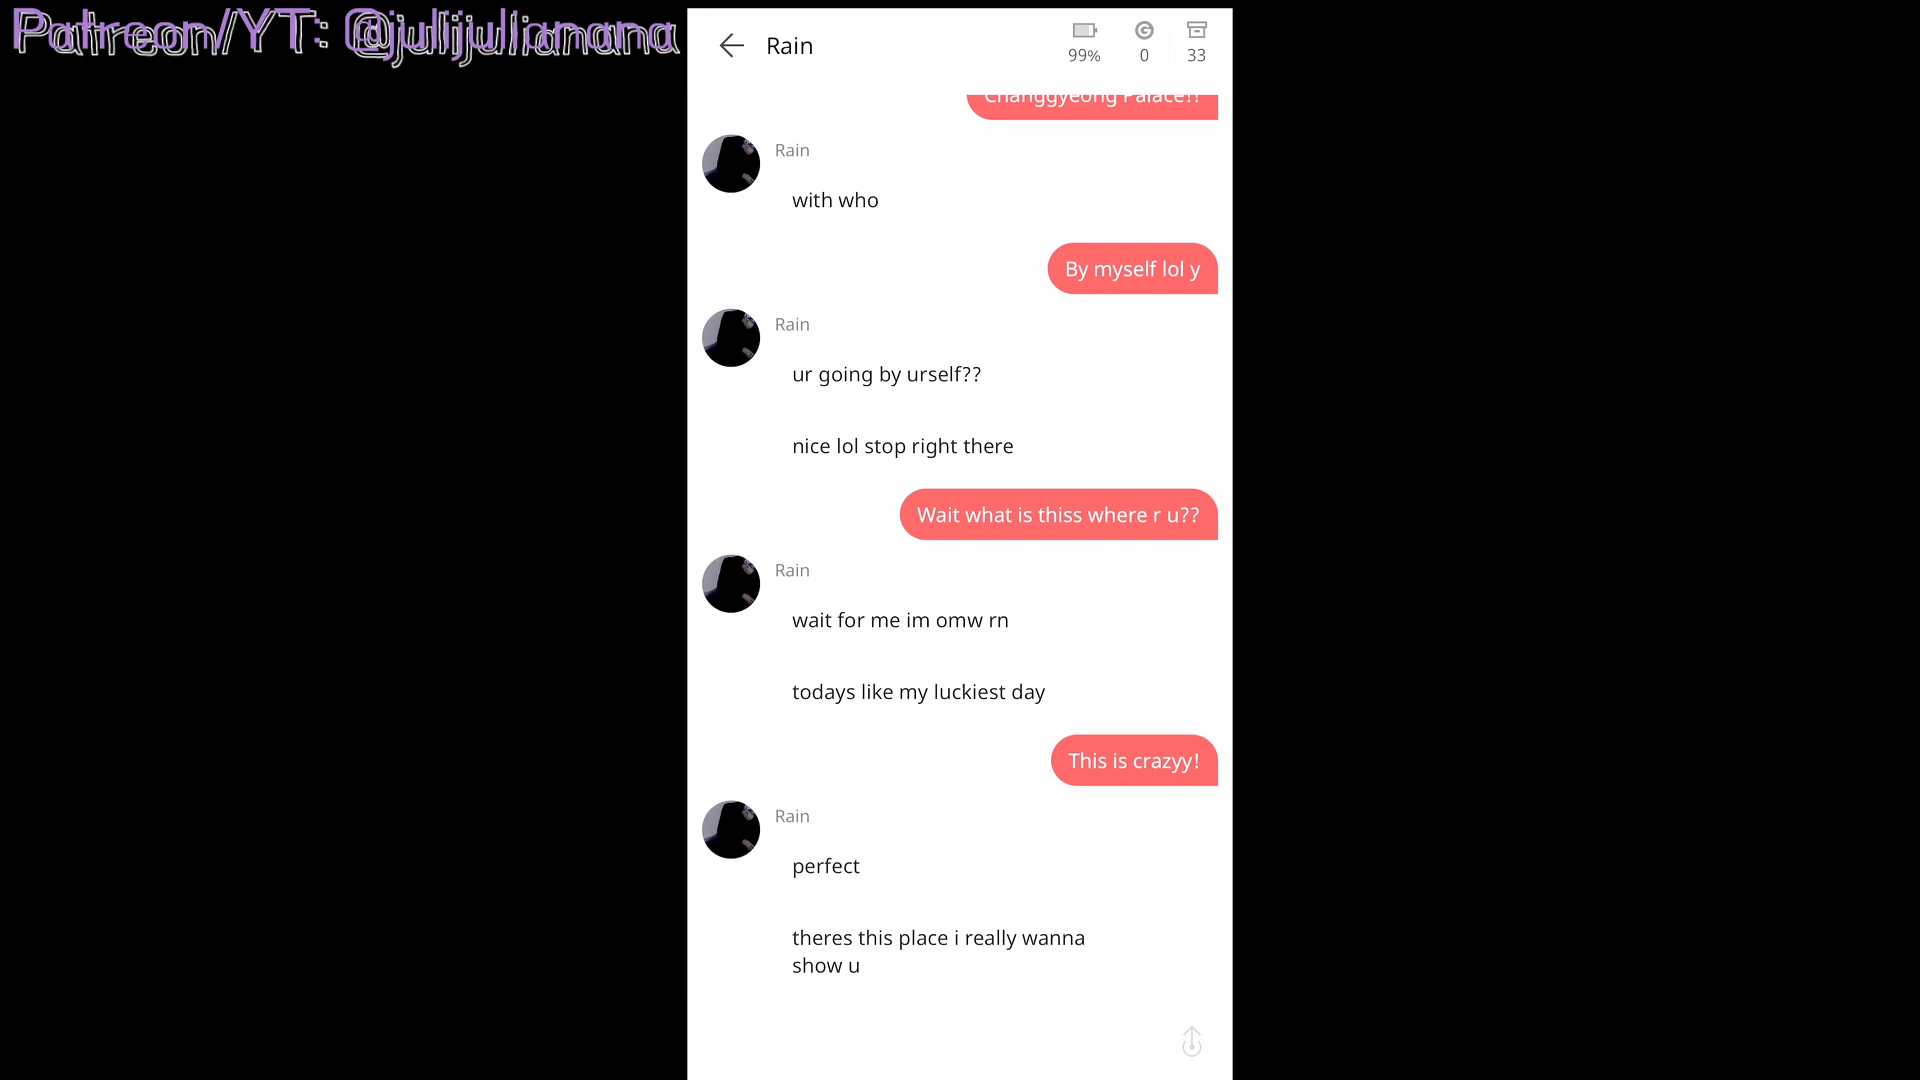 Patreon/YT: @julijulianana
Rain
99%
0
33
Changgyeong Palace!!
Rain
with who
By myself lol y
Rain
ur going by urself??
nice lol stop right there
Wait what is thiss where r u??
Rain
wait for me im omw rn
todays like my luckiest day
This is crazyy!
Rain
perfect
theres this place i really wanna
show u